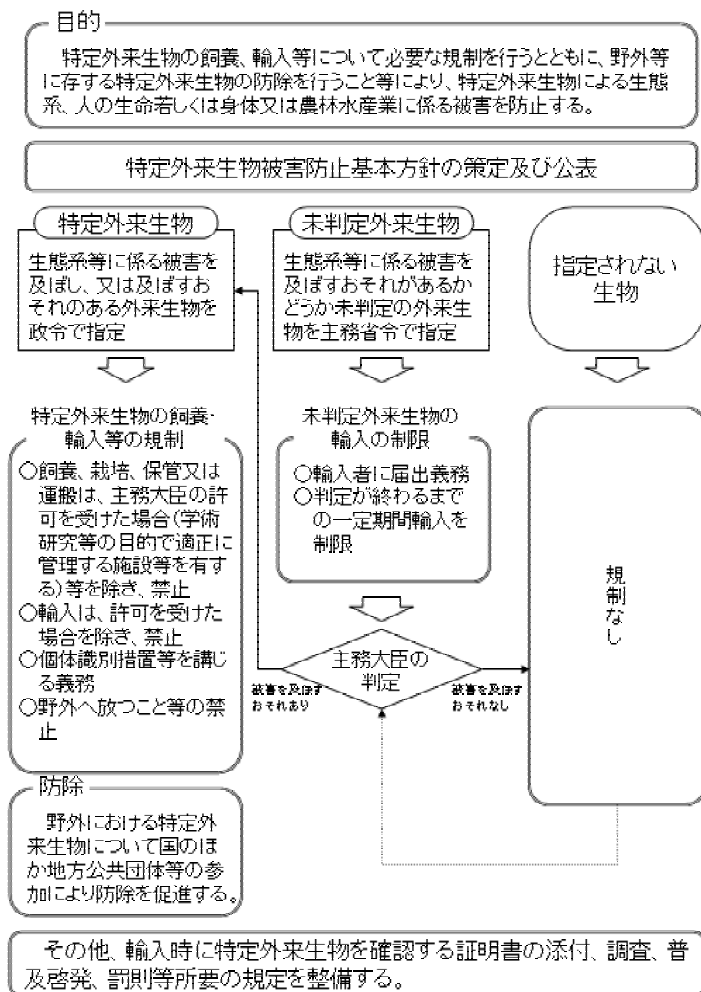 目的
特定外来生物の飼養、輸入等について必要な規制を行うとともに、野外等
に存する特定外来生物の防除を行うこと等により、特定外来生物による生態
系、人の生命若しくは身体又は農林水産業に係る被害を防止する。
特定外来生物被害防止基本方針の策定及び公表
特定外来生物
生態系等に係る被害を
及ぼし、又は及ぼすお
それのある外来生物を
政令で指定
未判定外来生物
生態系等に係る被害を
及ぼすおそれがあるか
どうか未判定の外来生
物を主務省令で指定
指定されない
生物
特定外来生物の飼養・
輸入等の規制
○飼養、栽培、保管又は
運搬は、主務大臣の許
可を受けた場合(学術
研究等の目的で適正に
管理する施設等を有す
る)等を除き、禁止
○輸入は、許可を受けた
場合を除き、禁止
○個体識別措置等を講じ
る義務
○野外へ放つこと等の禁
止
未判定外来生物の
輸入の制限
○輸入者に届出義務
○判定が終わるまで
の一定期間輸入を
制限
主務大臣の
判定
被害を及ぼす
おそれあり
被害を及ぼす
おそれなし
規制なし
防除
野外における特定外
来生物について国のほ
か地方公共団体等の参
加により防除を促進する。
その他、輸入時に特定外来生物を確認する証明書の添付、調査、普
及啓発、罰則等所要の規定を整備する。